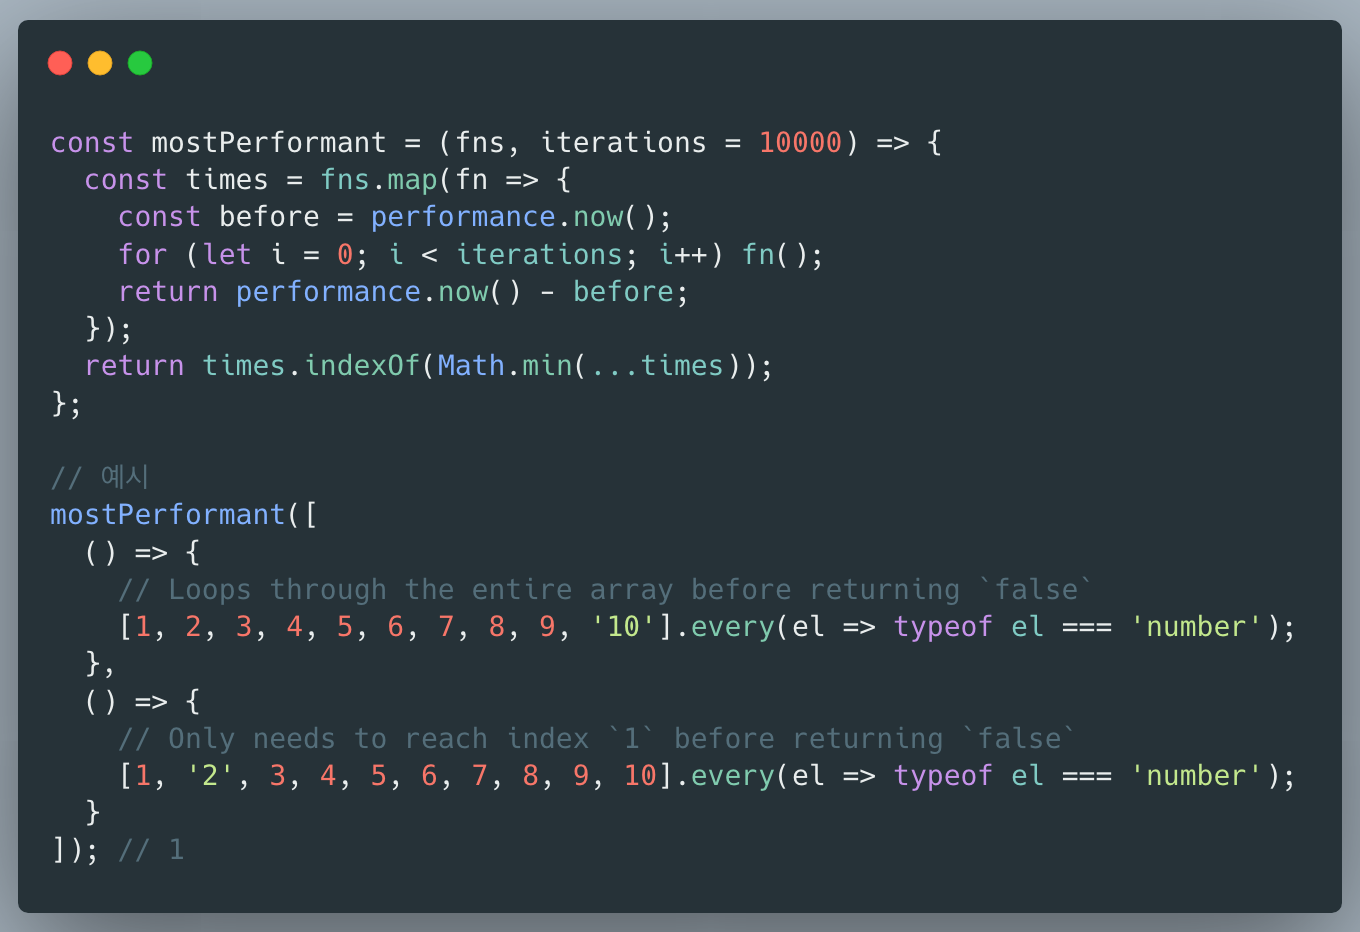 const mostPerformant = (fns, iterations = 10000) => {
  const times = fns.map(fn => {
    const before = performance.now();
    for (let i = 0; i < iterations; i++) fn();
    return performance.now() - before;
  });
  return times.indexOf(Math.min(...times));
};

// 예시
mostPerformant([
  () => {
    // Loops through the entire array before returning `false`
    [1, 2, 3, 4, 5, 6, 7, 8, 9, '10'].every(el => typeof el === 'number');
  },
  () => {
    // Only needs to reach index `1` before returning `false`
    [1, '2', 3, 4, 5, 6, 7, 8, 9, 10].every(el => typeof el === 'number');
  }
]); // 1